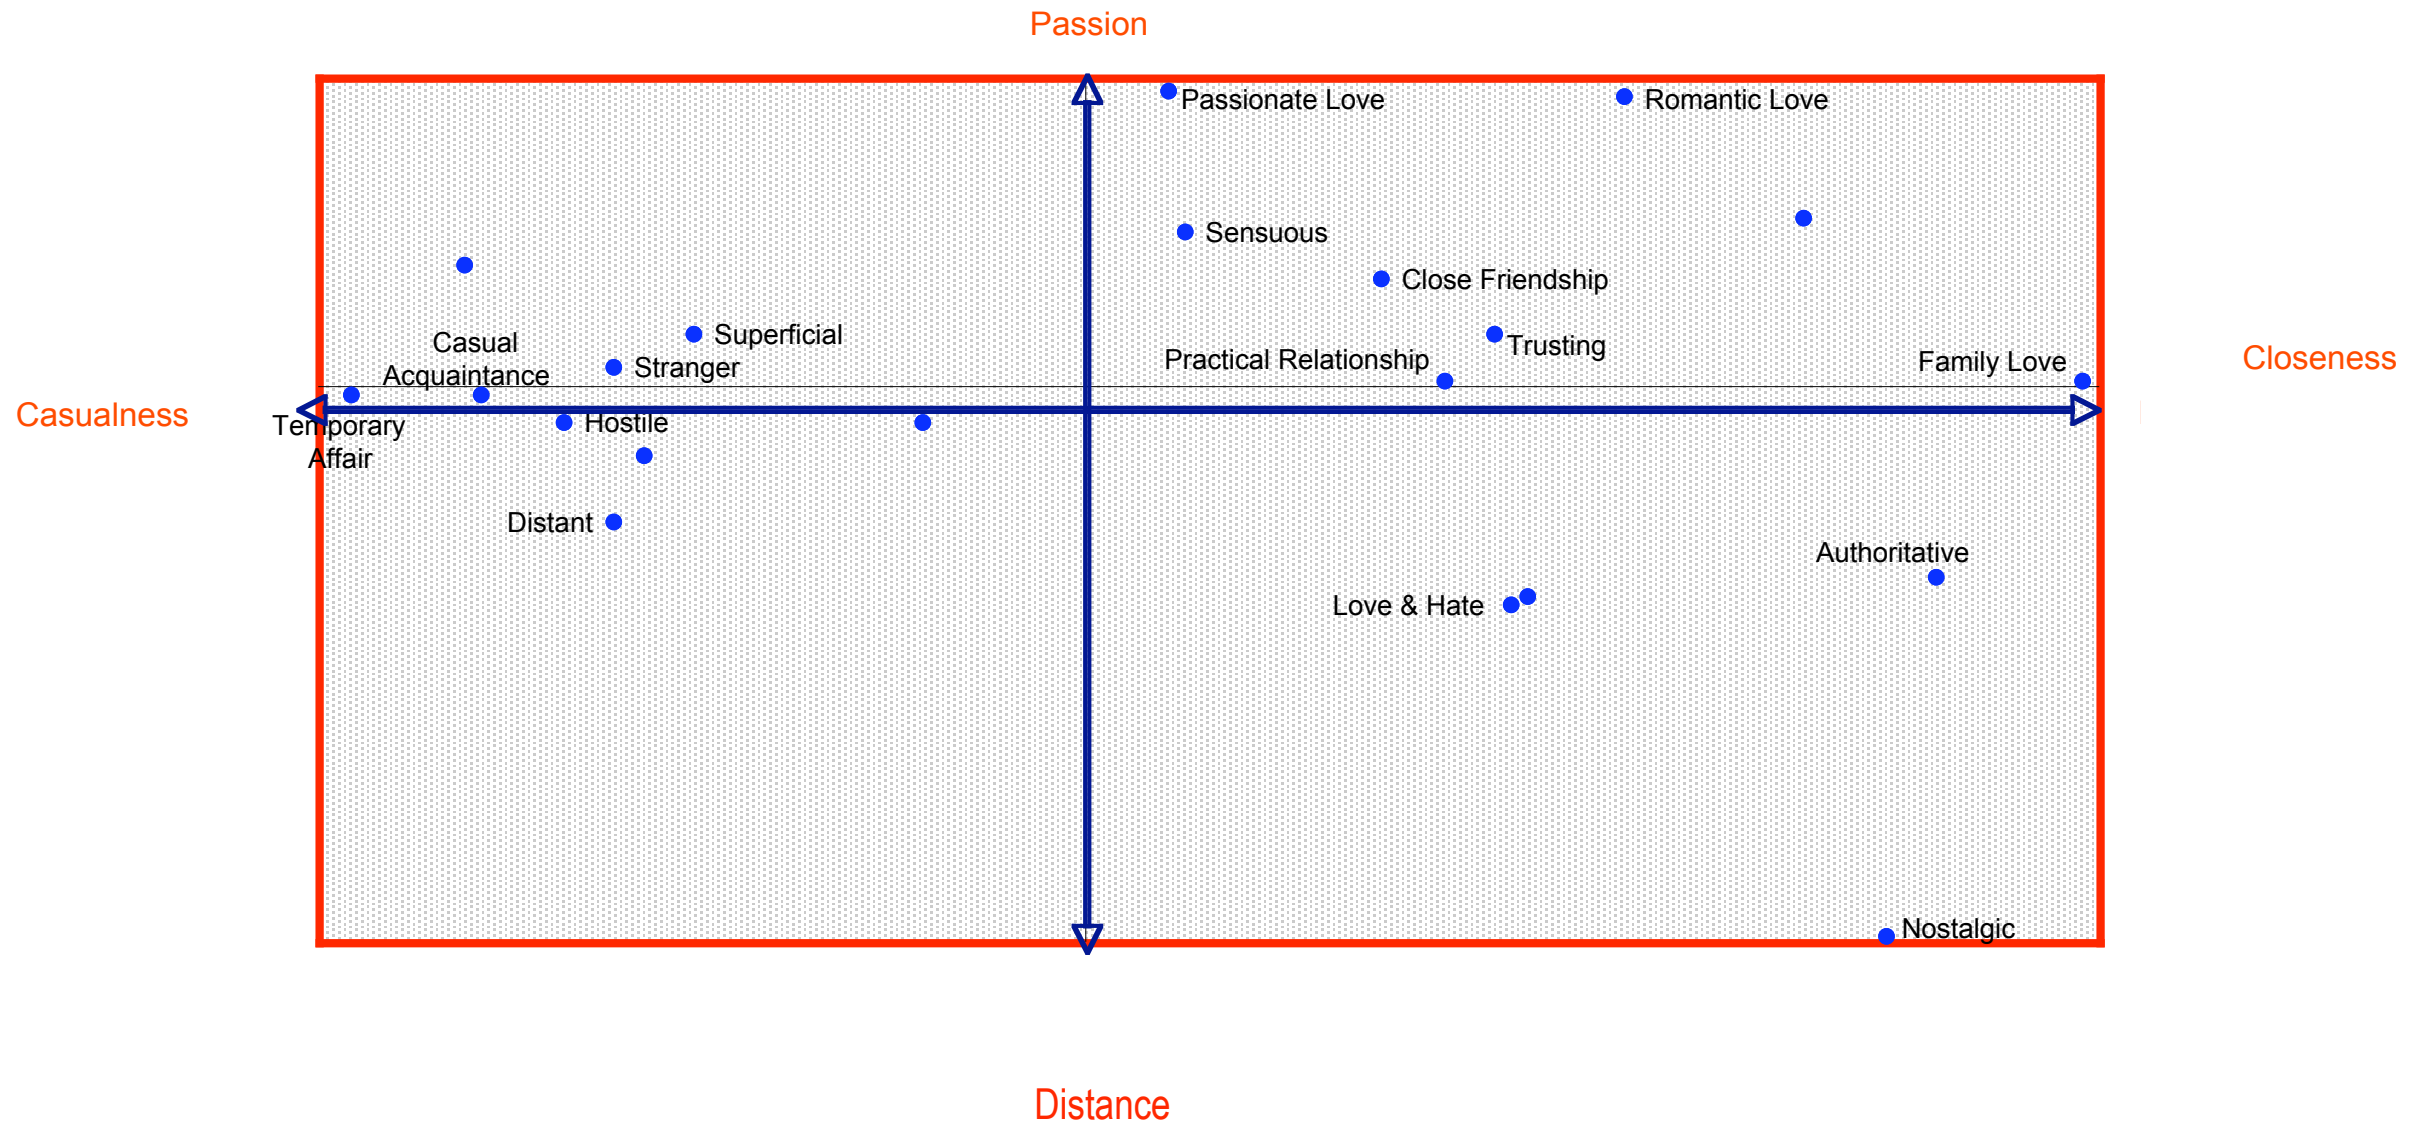 Passion
Passionate Love
Romantic Love
Sensuous
Close Friendship
Superficial
Casual
Acquaintance
Stranger
Trusting
Practical Relationship
Family Love
Closeness
Casualness
Temporary
Affair
Hostile
Distant
Authoritative
Love & Hate
Nostalgic
Distance